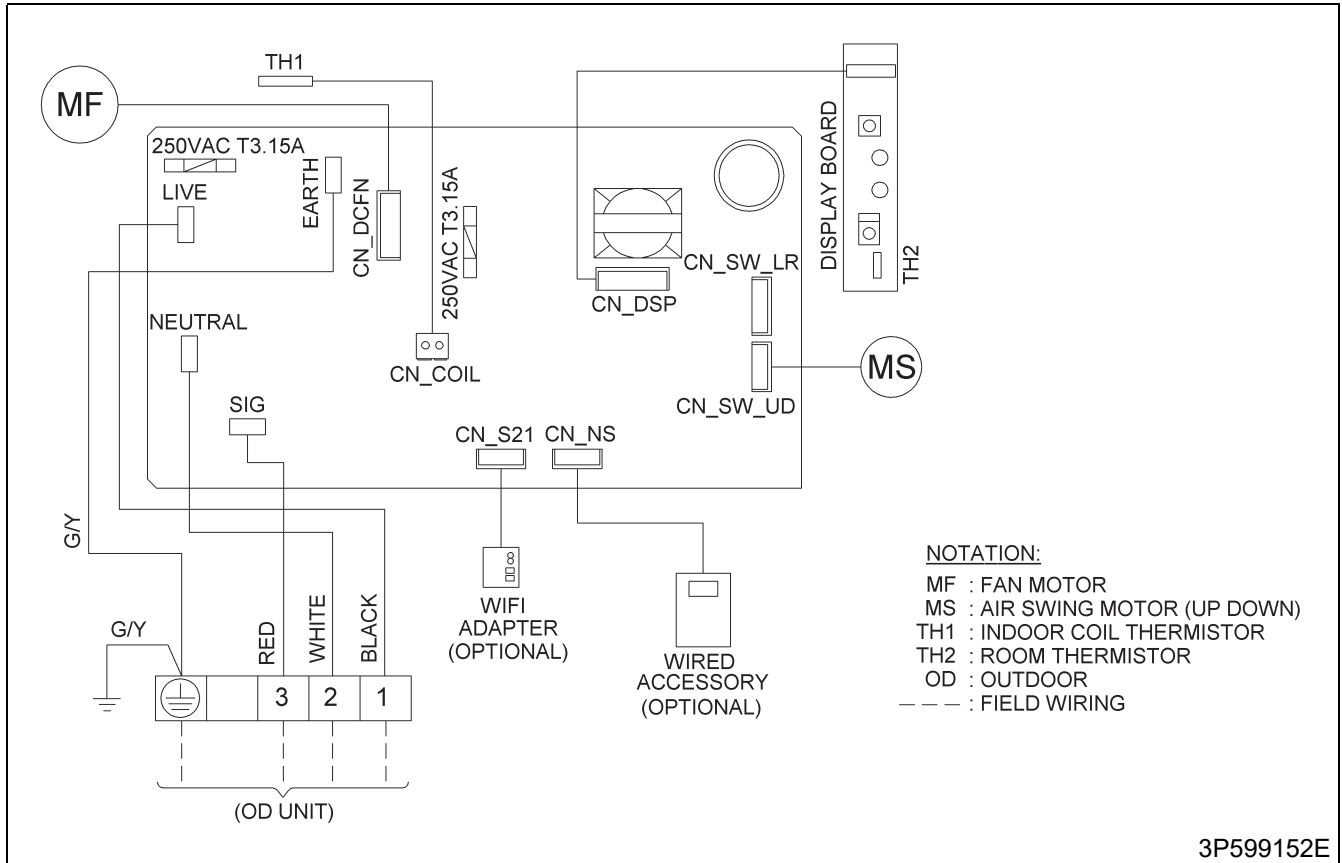 TH1
MF
250VAC T3.15A
LIVE
EARTH
CN_DCFN
250VAC T3.15A
DISPLAY BOARD
TH2
CN_SW_LR
CN_DSP
NEUTRAL
CN_COIL
MS
CN_SW_UD
SIG
CN_S21
CN_NS
G/Y
G/Y
RED
WHITE
BLACK
3
2
1
(OD UNIT)
WIFI
ADAPTER
(OPTIONAL)
WIRED
ACCESSORY
(OPTIONAL)
NOTATION:
MF : FAN MOTOR
MS : AIR SWING MOTOR (UP DOWN)
TH1 : INDOOR COIL THERMISTOR
TH2 : ROOM THERMISTOR
OD : OUTDOOR
— — — : FIELD WIRING
3P599152E